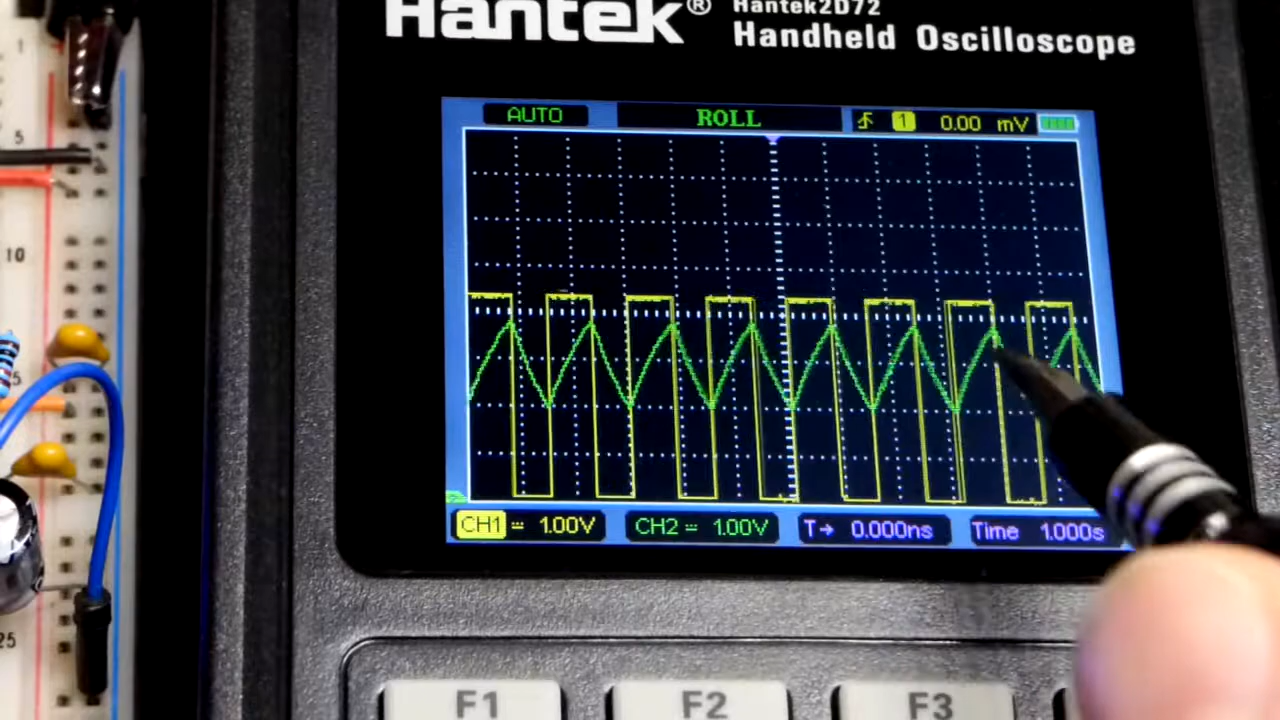 Hantek®
Hantek2D72
Handheld Oscilloscope
AUTO
ROLL
1
0.00 mV
CH1 1.00V
CH2 1.00V
T→ 0.000ns
Time 1.000s
F1
F2
F3
1
5
10
25